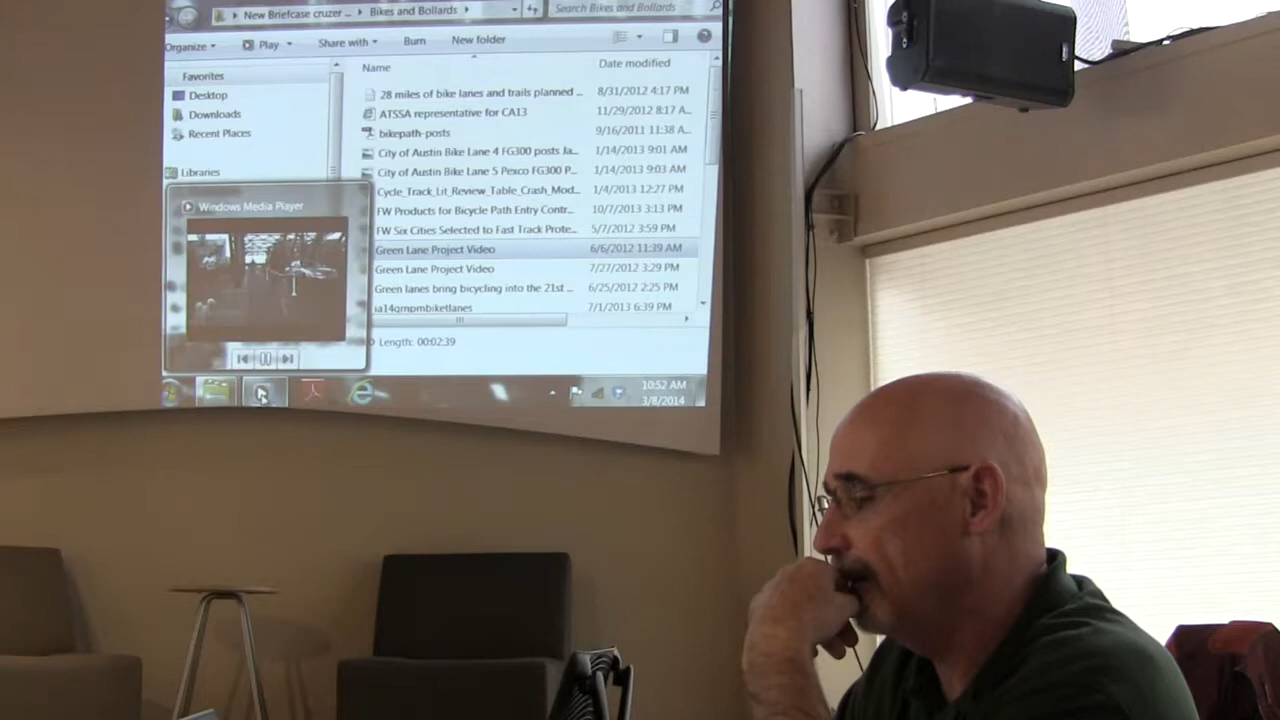 New Briefcase cruzer ... Bikes and Bollards Search Bikes and Bollards
Organize Play Share with Burn New folder
Name Date modified
Favorites
Desktop
Downloads
Recent Places
Libraries
28 miles of bike lanes and trails planned ... 8/31/2012 4:17 PM
ATSSA representative for CA13 11/29/2012 8:17 A...
bikepath-posts 9/16/2011 11:38 A...
City of Austin Bike Lane 4 FG300 posts Ja... 1/14/2013 9:01 AM
City of Austin Bike Lane 5 Pexco FG300 P... 1/14/2013 9:03 AM
Cycle_Track_Lit_Review_Table_Crash_Mod... 1/4/2013 12:27 PM
FW Products for Bicycle Path Entry Contr... 10/7/2013 3:13 PM
FW Six Cities Selected to Fast Track Prote... 5/7/2012 3:59 PM
Green Lane Project Video 6/6/2012 11:39 AM
Green Lane Project Video 7/27/2012 3:29 PM
Green lanes bring bicycling into the 21st ... 6/25/2012 2:25 PM
ia14qrnpmbiketlanes 7/1/2013 6:39 PM
Windows Media Player
Length: 00:02:39
10:52 AM
3/8/2014